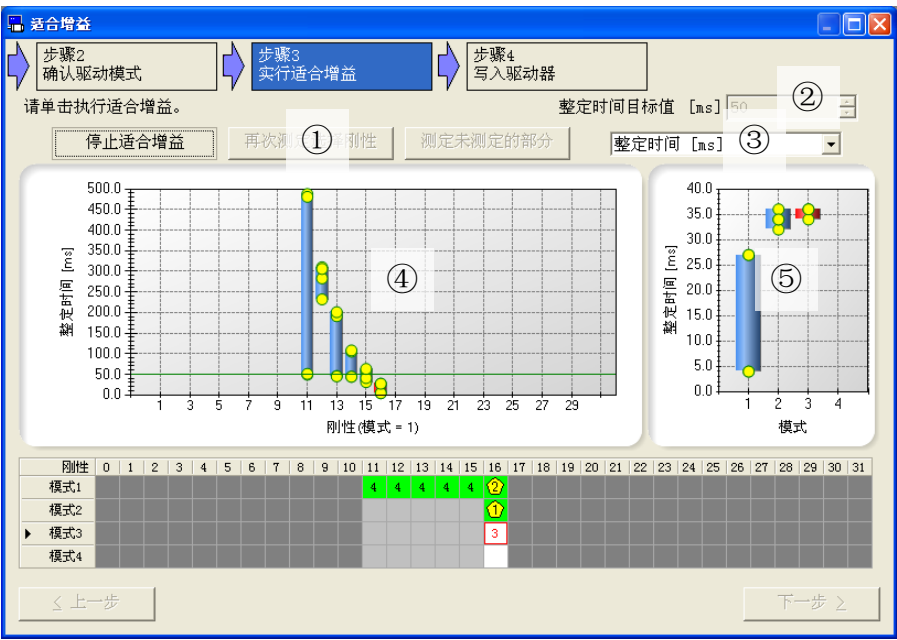 适合增益
步骤2
确认驱动模式
步骤3
实行适合增益
步骤4
写入驱动器
请单击执行适合增益。
整定时间目标值 [ms] 50
②
停止适合增益
再次测定
①
刚性
测定未测定的部分
整定时间 [ms]
③
500.0
450.0
400.0
350.0
300.0
250.0
200.0
150.0
100.0
50.0
0.0
整定时间 [ms]
④
1 3 5 7 9 11 13 15 17 19 21 23 25 27 29
刚性(模式 = 1)
40.0
35.0
30.0
25.0
20.0
15.0
10.0
5.0
0.0
整定时间 [ms]
⑤
1 2 3 4
模式
刚性 0 1 2 3 4 5 6 7 8 9 10 11 12 13 14 15 16 17 18 19 20 21 22 23 24 25 26 27 28 29 30 31
模式1 4 4 4 4 4 2
模式2 1
模式3 3
模式4
< 上一步
下一步 >